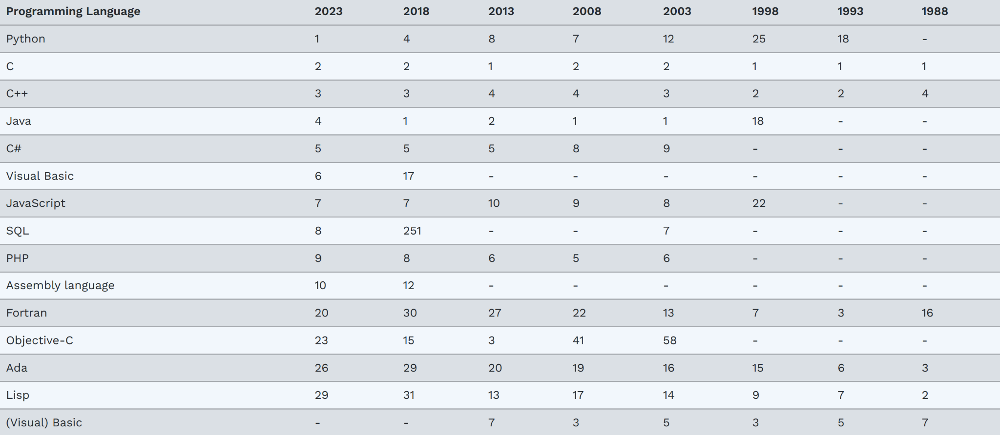 Programming Language 2023 2018 2013 2008 2003 1998 1993 1988
Python 1 4 8 7 12 25 18 -
C 2 2 1 2 2 1 1 1
C++ 3 3 4 4 3 2 2 4
Java 4 1 2 1 1 18 - -
C# 5 5 5 8 9 - - -
Visual Basic 6 17 - - - - - -
JavaScript 7 7 10 9 8 22 - -
SQL 8 251 - - 7 - - -
PHP 9 8 6 5 6 - - -
Assembly language 10 12 - - - - - -
Fortran 20 30 27 22 13 7 3 16
Objective-C 23 15 3 41 58 - - -
Ada 26 29 20 19 16 15 6 3
Lisp 29 31 13 17 14 9 7 2
(Visual) Basic - - 7 3 5 3 5 7